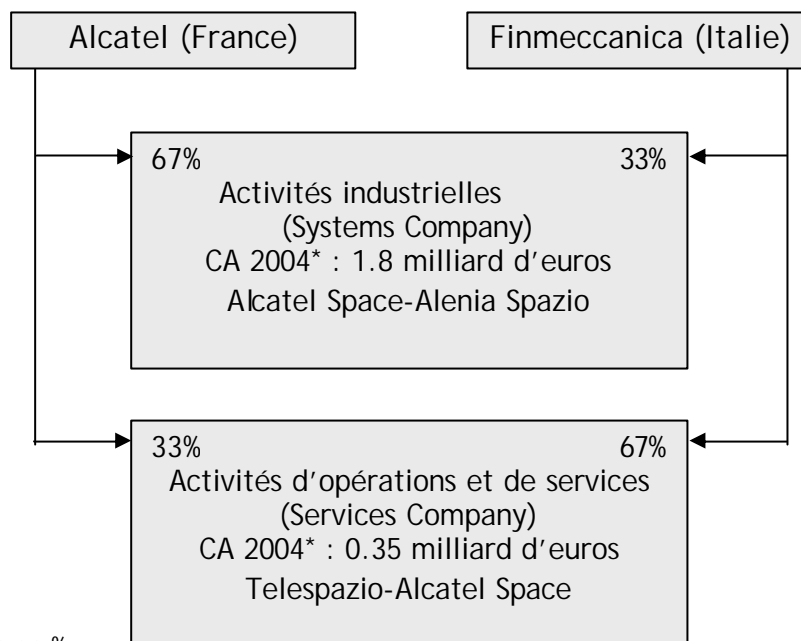 Alcatel (France)
Finmeccanica (Italie)
67%
33%
Activités industrielles
(Systems Company)
CA 2004* : 1.8 milliard d'euros
Alcatel Space-Alenia Spazio
33%
67%
Activités d'opérations et de services
(Services Company)
CA 2004* : 0.35 milliard d'euros
Telespazio-Alcatel Space
%